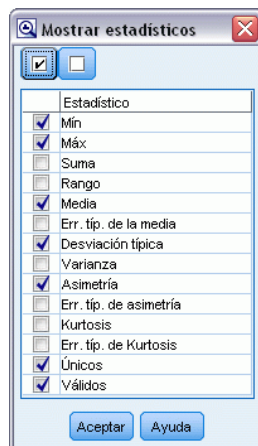 Mostrar estadísticos
Estadístico
Mín
Máx
Suma
Rango
Media
Err. típ. de la media
Desviación típica
Varianza
Asimetría
Err. típ. de asimetría
Kurtosis
Err. típ. de Kurtosis
Únicos
Válidos
Aceptar Ayuda